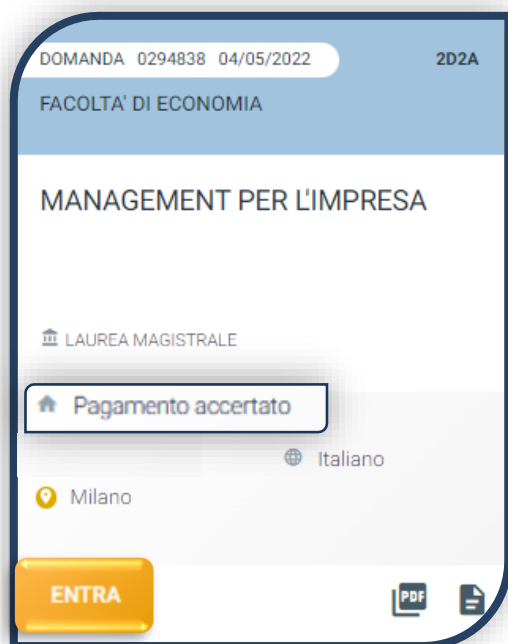 DOMANDA 0294838 04/05/2022 2D2A
FACOLTA' DI ECONOMIA
MANAGEMENT PER L'IMPRESA
LAUREA MAGISTRALE
Pagamento accertato
Italiano
Milano
ENTRA
PDF